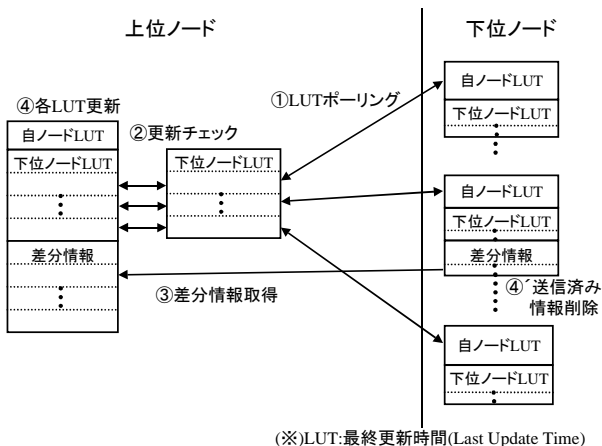 上位ノード
下位ノード
④各LUT更新
自ノードLUT
下位ノードLUT
差分情報
②更新チェック
下位ノードLUT
①LUTポーリング
③差分情報取得
自ノードLUT
下位ノードLUT
自ノードLUT
下位ノードLUT
差分情報
④´送信済み
情報削除
自ノードLUT
下位ノードLUT
(※)LUT:最終更新時間(Last Update Time)